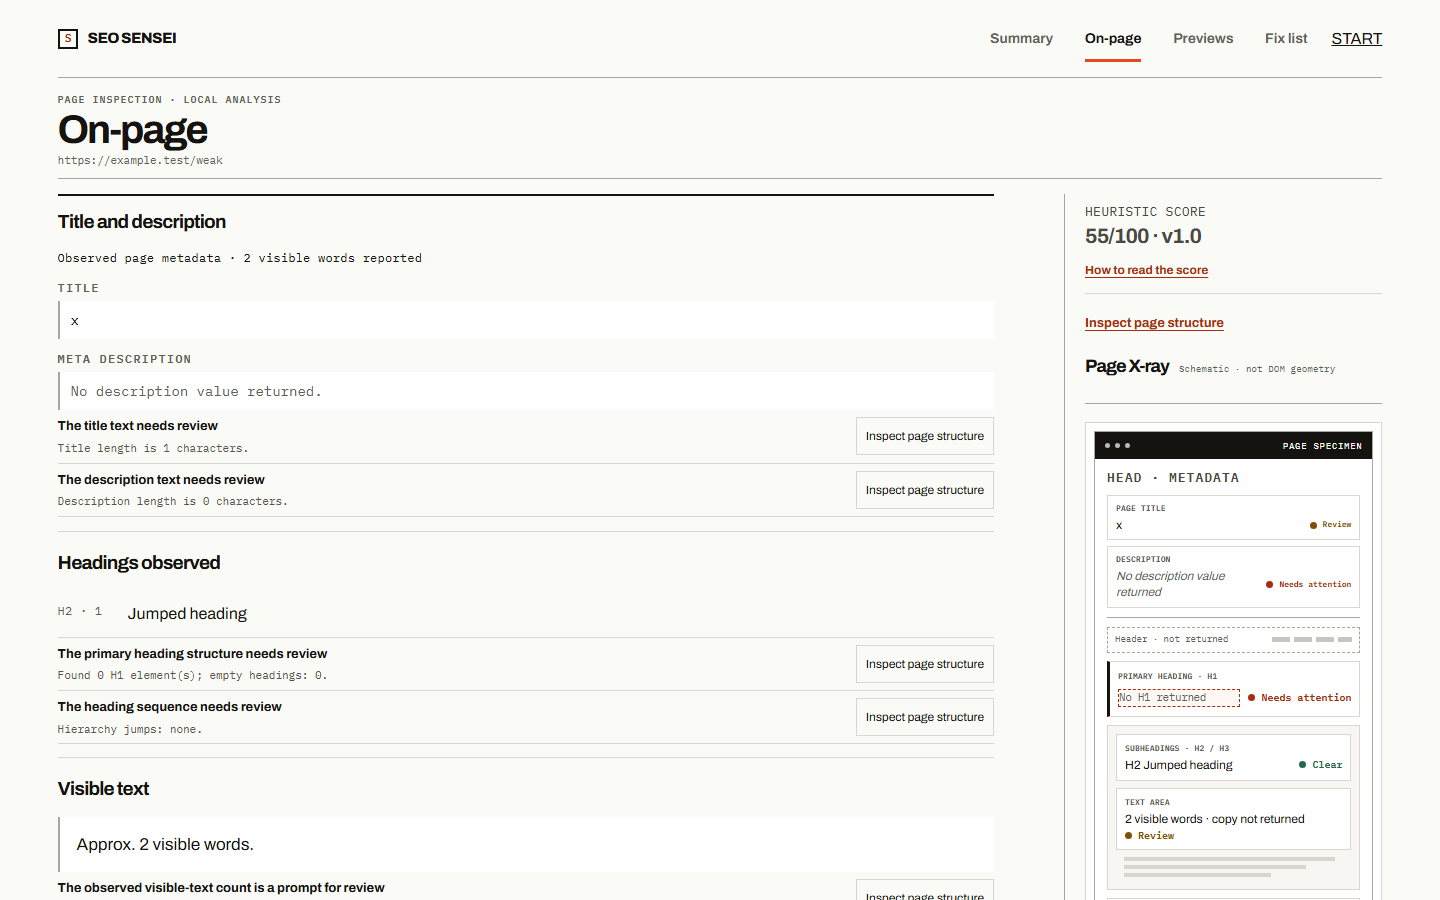 S SEO SENSEI
Summary On-page Previews Fix list START
PAGE INSPECTION · LOCAL ANALYSIS
On-page
https://example.test/weak
Title and description
Observed page metadata · 2 visible words reported
TITLE
x
META DESCRIPTION
No description value returned.
The title text needs review
Title length is 1 characters.
Inspect page structure
The description text needs review
Description length is 0 characters.
Inspect page structure
Headings observed
H2 · 1 Jumped heading
The primary heading structure needs review
Found 0 H1 element(s); empty headings: 0.
Inspect page structure
The heading sequence needs review
Hierarchy jumps: none.
Inspect page structure
Visible text
Approx. 2 visible words.
The observed visible-text count is a prompt for review
Inspect page structure
HEURISTIC SCORE
55/100 · v1.0
How to read the score
Inspect page structure
Page X-ray Schematic · not DOM geometry
PAGE SPECIMEN
HEAD · METADATA
PAGE TITLE
x Review
DESCRIPTION
No description value
returned
Needs attention
Header · not returned
PRIMARY HEADING · H1
No H1 returned Needs attention
SUBHEADINGS · H2 / H3
H2 Jumped heading Clear
TEXT AREA
2 visible words · copy not returned
Review